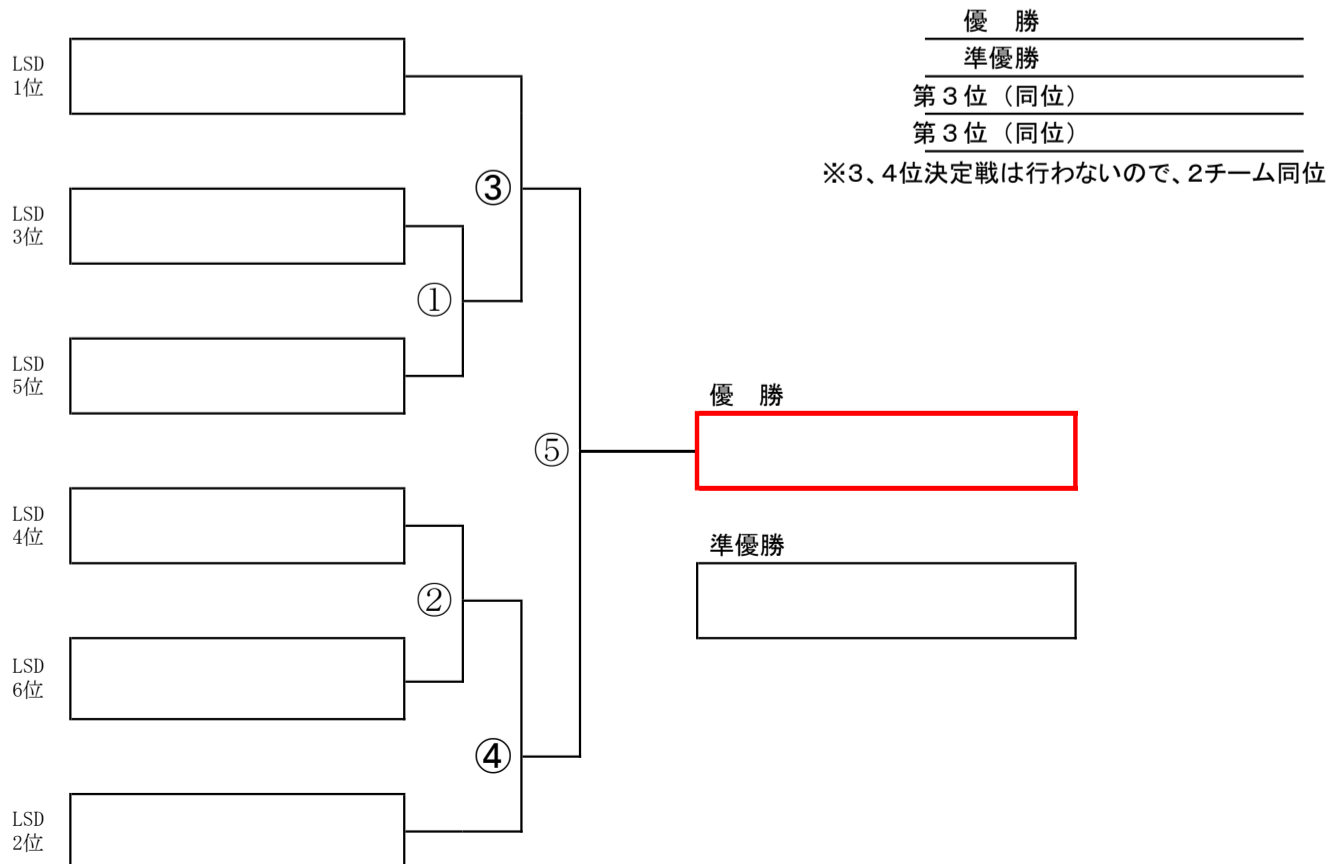 優　勝
準優勝
第３位（同位）
第３位（同位）
※３、４位決定戦は行わないので、２チーム同位
LSD
1位
③
LSD
3位
①
LSD
5位
優　勝
⑤
LSD
4位
準優勝
②
LSD
6位
④
LSD
2位